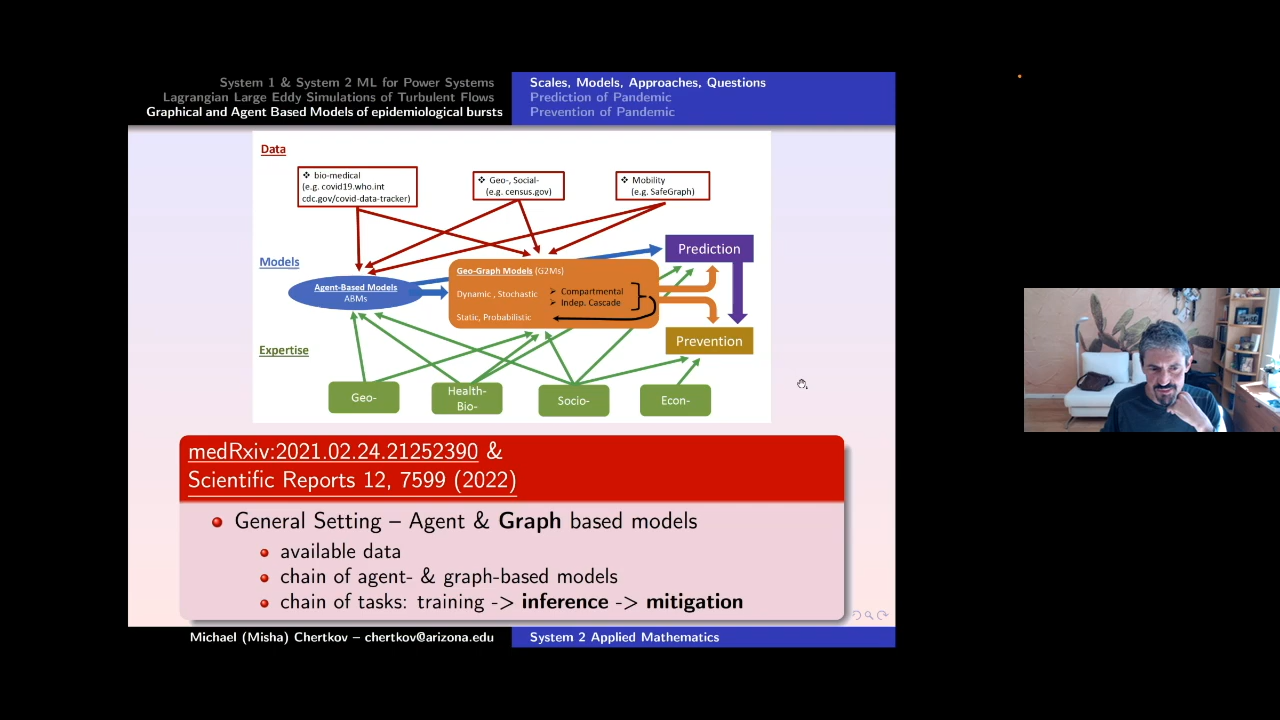 System 1 & System 2 ML for Power Systems
Lagrangian Large Eddy Simulations of Turbulent Flows
Graphical and Agent Based Models of epidemiological bursts
Scales, Models, Approaches, Questions
Prediction of Pandemic
Prevention of Pandemic
Data
❖ bio-medical
(e.g. covid19.who.int
cdc.gov/covid-data-tracker)
❖ Geo-, Social-
(e.g. census.gov)
❖ Mobility
(e.g. SafeGraph)
Models
Agent-Based Models
ABMs
Geo-Graph Models (G2Ms)
Dynamic , Stochastic
➢ Compartmental
➢ Indep. Cascade
Static, Probabilistic
Prediction
Prevention
Expertise
Geo-
Health-
Bio-
Socio-
Econ-
medRxiv:2021.02.24.21252390 &
Scientific Reports 12, 7599 (2022)
General Setting – Agent & Graph based models
available data
chain of agent- & graph-based models
chain of tasks: training -> inference -> mitigation
Michael (Misha) Chertkov – chertkov@arizona.edu
System 2 Applied Mathematics